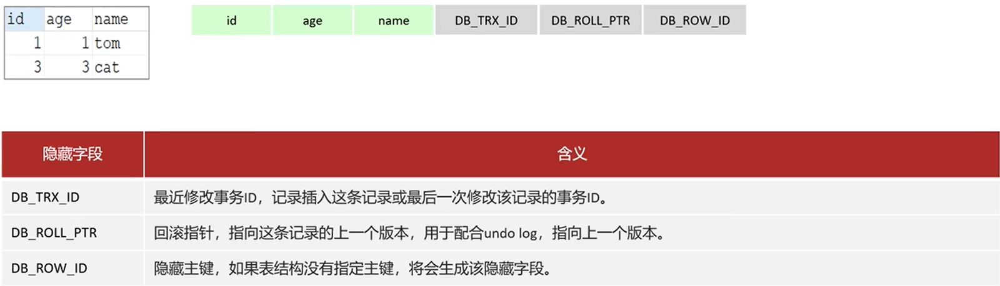 id age name
1 1 tom
3 3 cat
id age name DB_TRX_ID DB_ROLL_PTR DB_ROW_ID
隐藏字段 含义
DB_TRX_ID 最近修改事务ID，记录插入这条记录或最后一次修改该记录的事务ID。
DB_ROLL_PTR 回滚指针，指向这条记录的上一个版本，用于配合undo log，指向上一个版本。
DB_ROW_ID 隐藏主键，如果表结构没有指定主键，将会生成该隐藏字段。